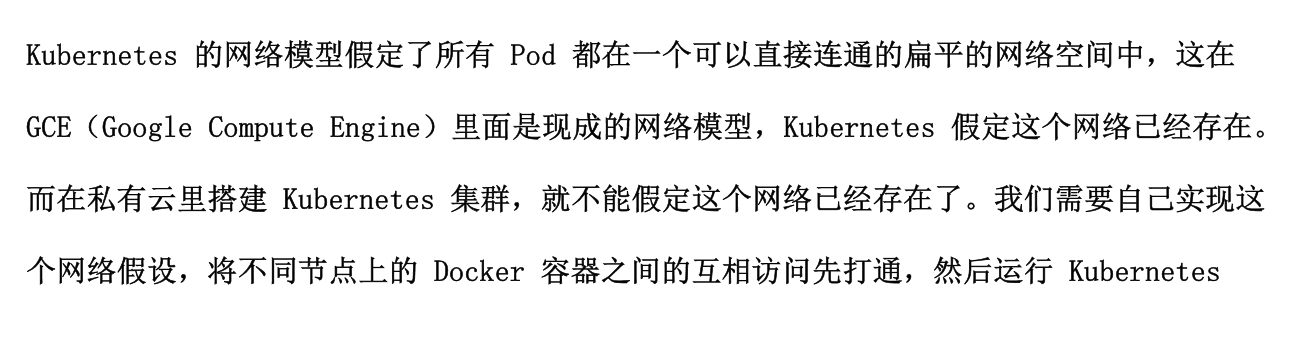 Kubernetes 的网络模型假定了所有 Pod 都在一个可以直接连通的扁平的网络空间中，这在
GCE（Google Compute Engine）里面是现成的网络模型，Kubernetes 假定这个网络已经存在。
而在私有云里搭建 Kubernetes 集群，就不能假定这个网络已经存在了。我们需要自己实现这
个网络假设，将不同节点上的 Docker 容器之间的互相访问先打通，然后运行 Kubernetes